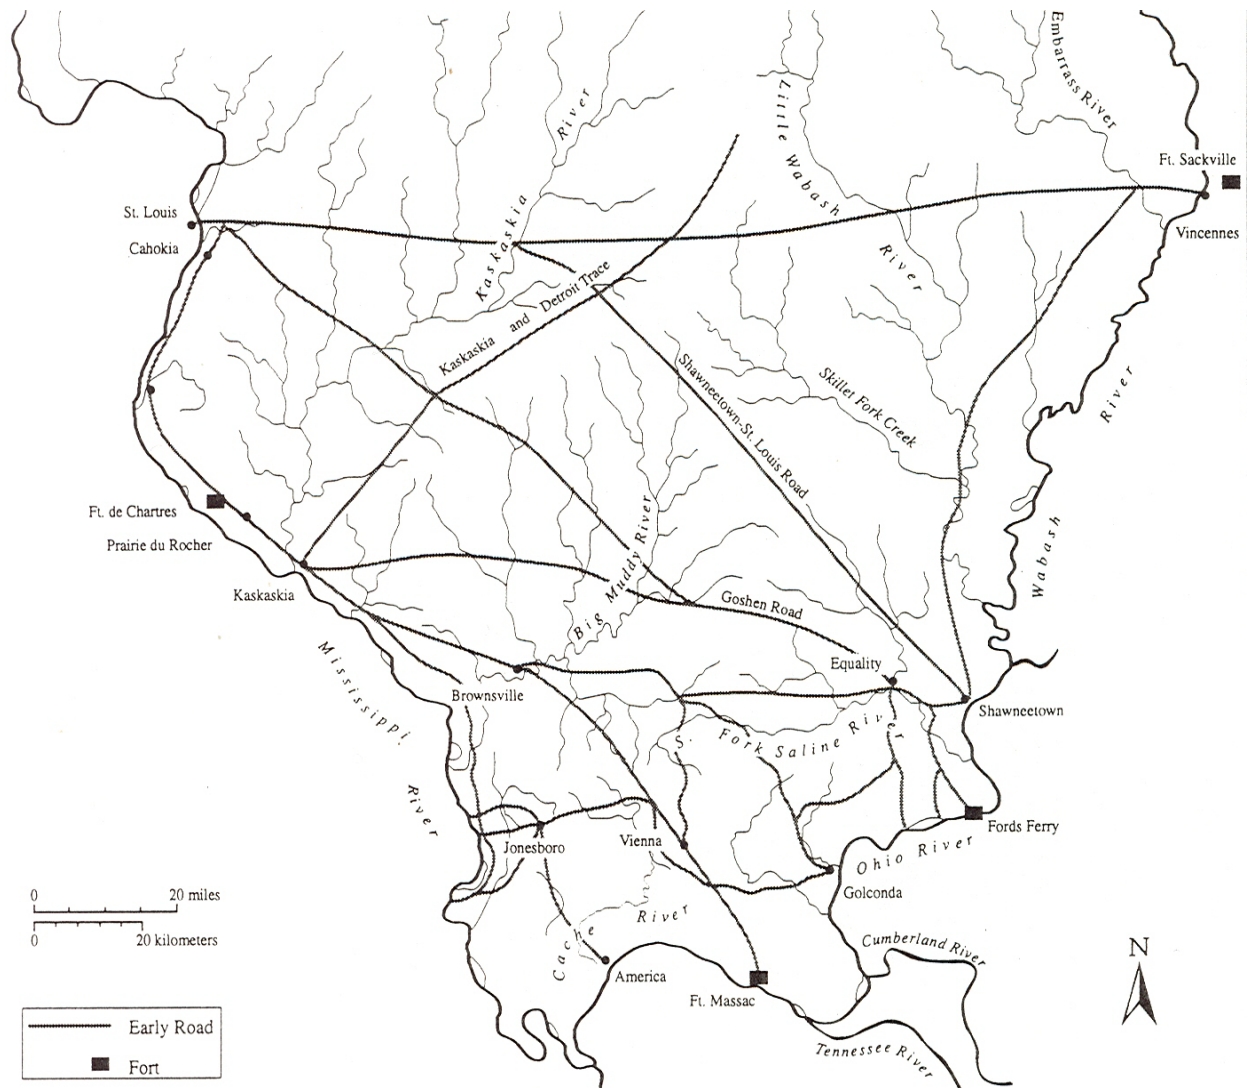 Embarrass River
Kaskaskia River
Little Wabash River
Ft. Sackville
St. Louis
Vincennes
Cahokia
Kaskaskia and Detroit Trace
Shawneetown-St. Louis Road
Skillet Fork Creek
Wabash River
Ft. de Chartres
Prairie du Rocher
Big Muddy River
Kaskaskia
Goshen Road
Mississippi River
Equality
Brownsville
Shawneetown
S. Fork Saline River
Fords Ferry
Jonesboro
Vienna
Ohio River
Golconda
0 20 miles
0 20 kilometers
Cache River
Cumberland River
N
America
Ft. Massac
Tennessee River
Early Road
Fort